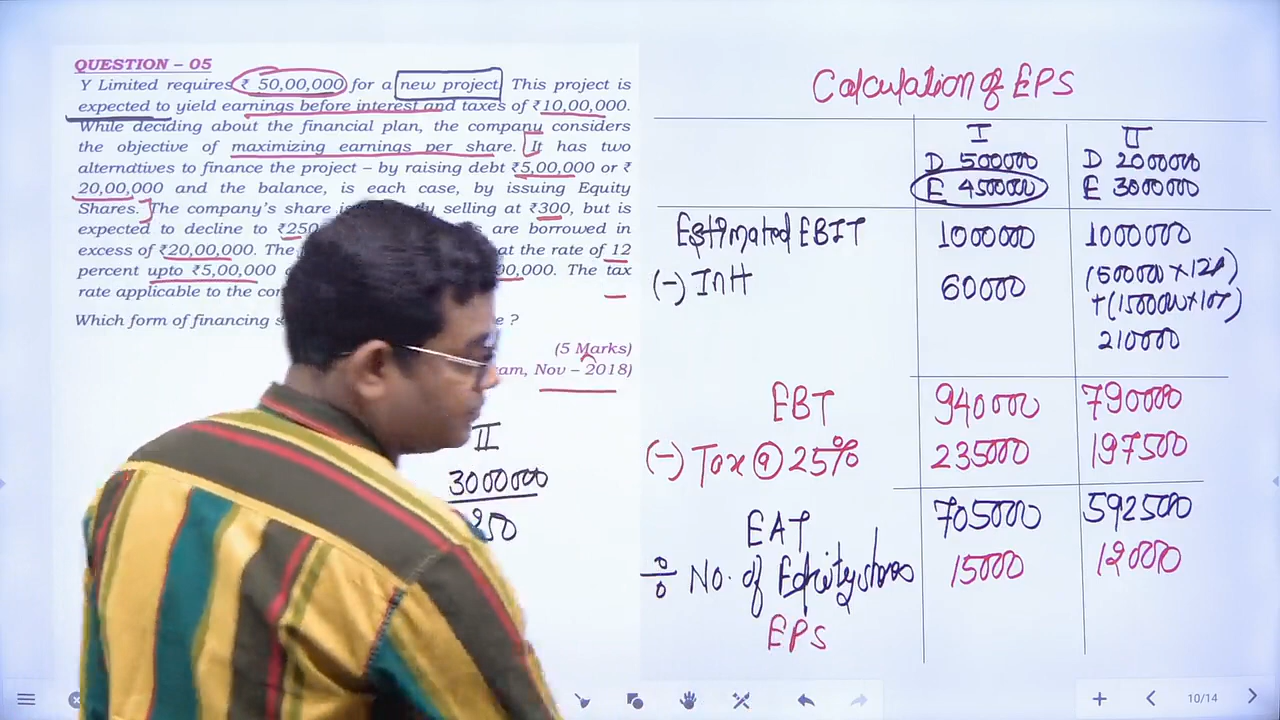 QUESTION – 05
Y Limited requires ₹ 50,00,000 for a new project. This project is
expected to yield earnings before interest and taxes of ₹10,00,000.
While deciding about the financial plan, the company considers
the objective of maximizing earnings per share. It has two
alternatives to finance the project – by raising debt ₹5,00,000 or ₹
20,00,000 and the balance, is each case, by issuing Equity
Shares. The company's share is selling at ₹300, but is
expected to decline to ₹250 are borrowed in
excess of ₹20,00,000. The at the rate of 12
percent upto ₹5,00,000 00,000. The tax
rate applicable to the
Which form of financing ?
(5 Marks)
Nov – 2018)
II
3000000
250
Calculation of EPS
I II
D 500000 D 2000000
E 4500000 E 3000000
Estimated EBIT 1000000 1000000
(-) Int 60000 (500000 × 12%)
+ (1500000 × 10%)
210000
EBT 940000 790000
(-) Tax @ 25% 235000 197500
EAT 705000 592500
÷ No. of Equity shares 15000 12000
EPS
10/14